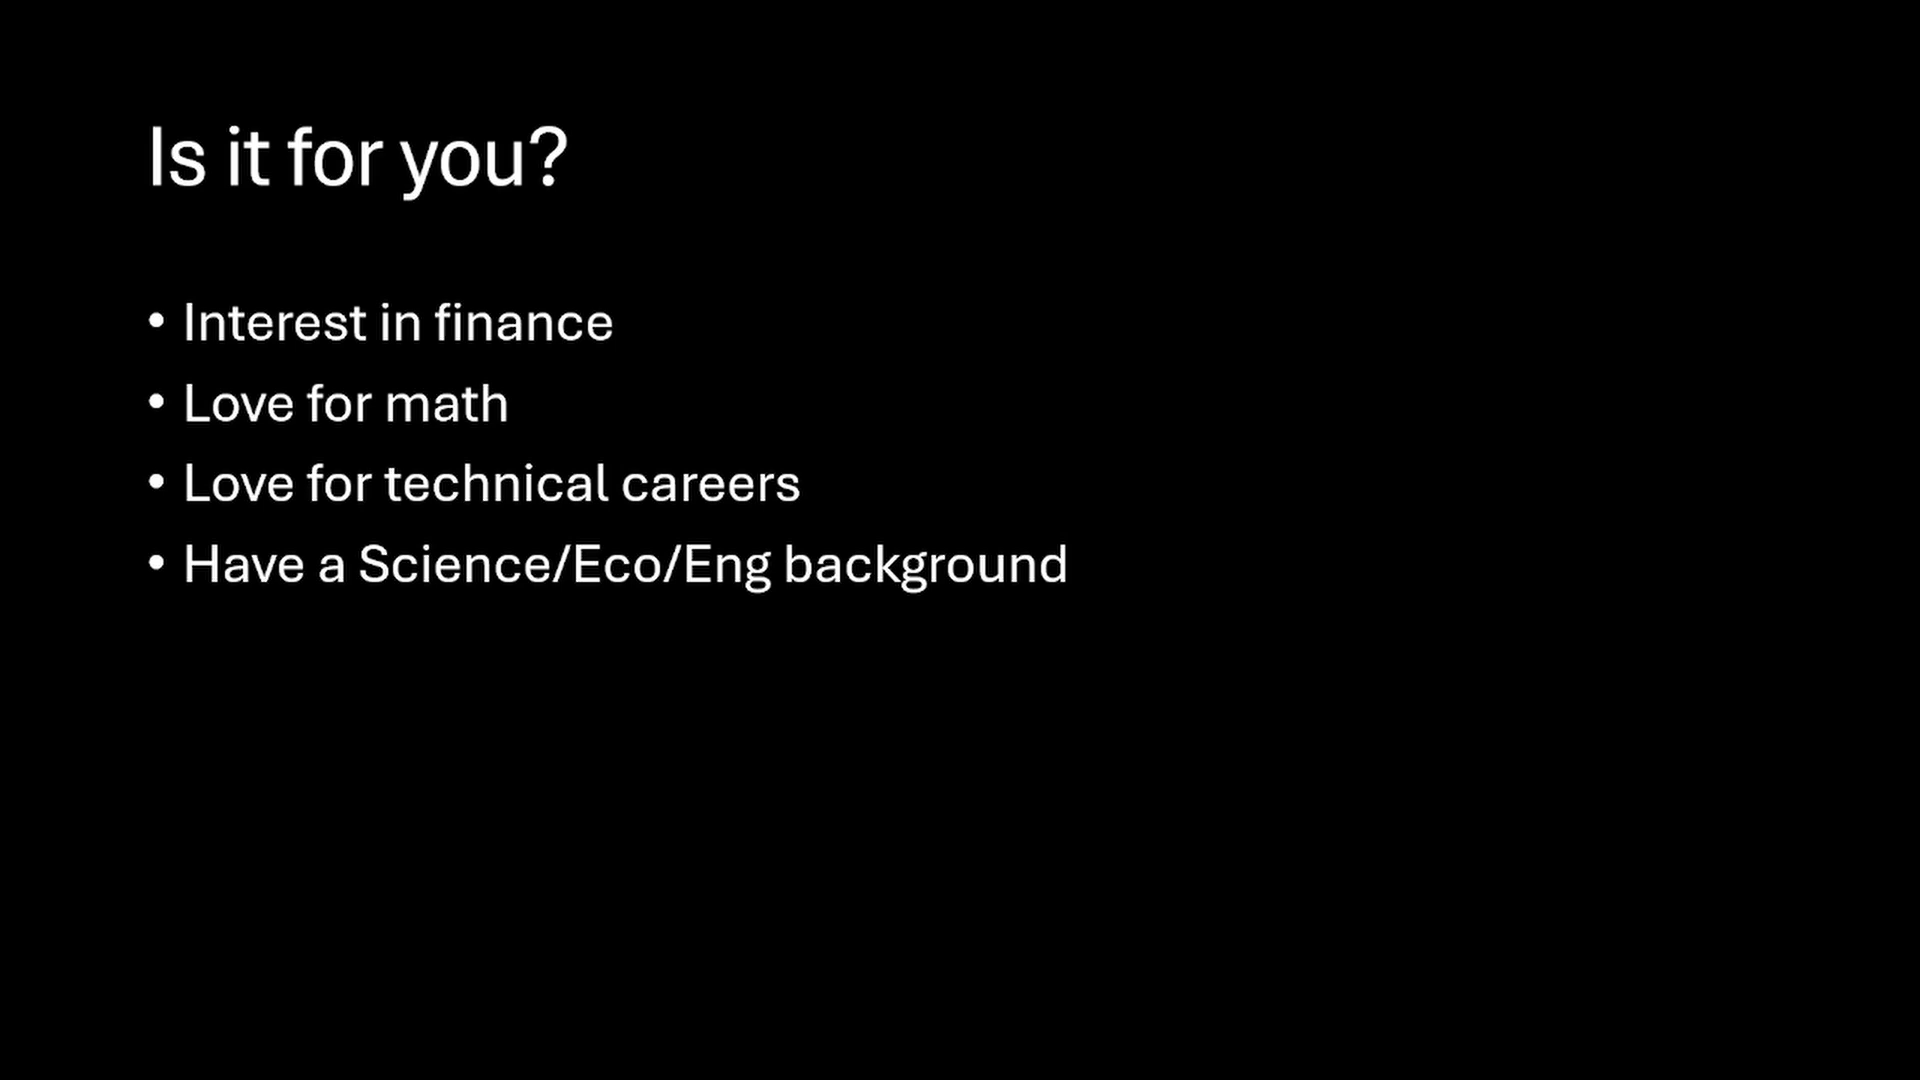 Is it for you?
• Interest in finance
• Love for math
• Love for technical careers
• Have a Science/Eco/Eng background